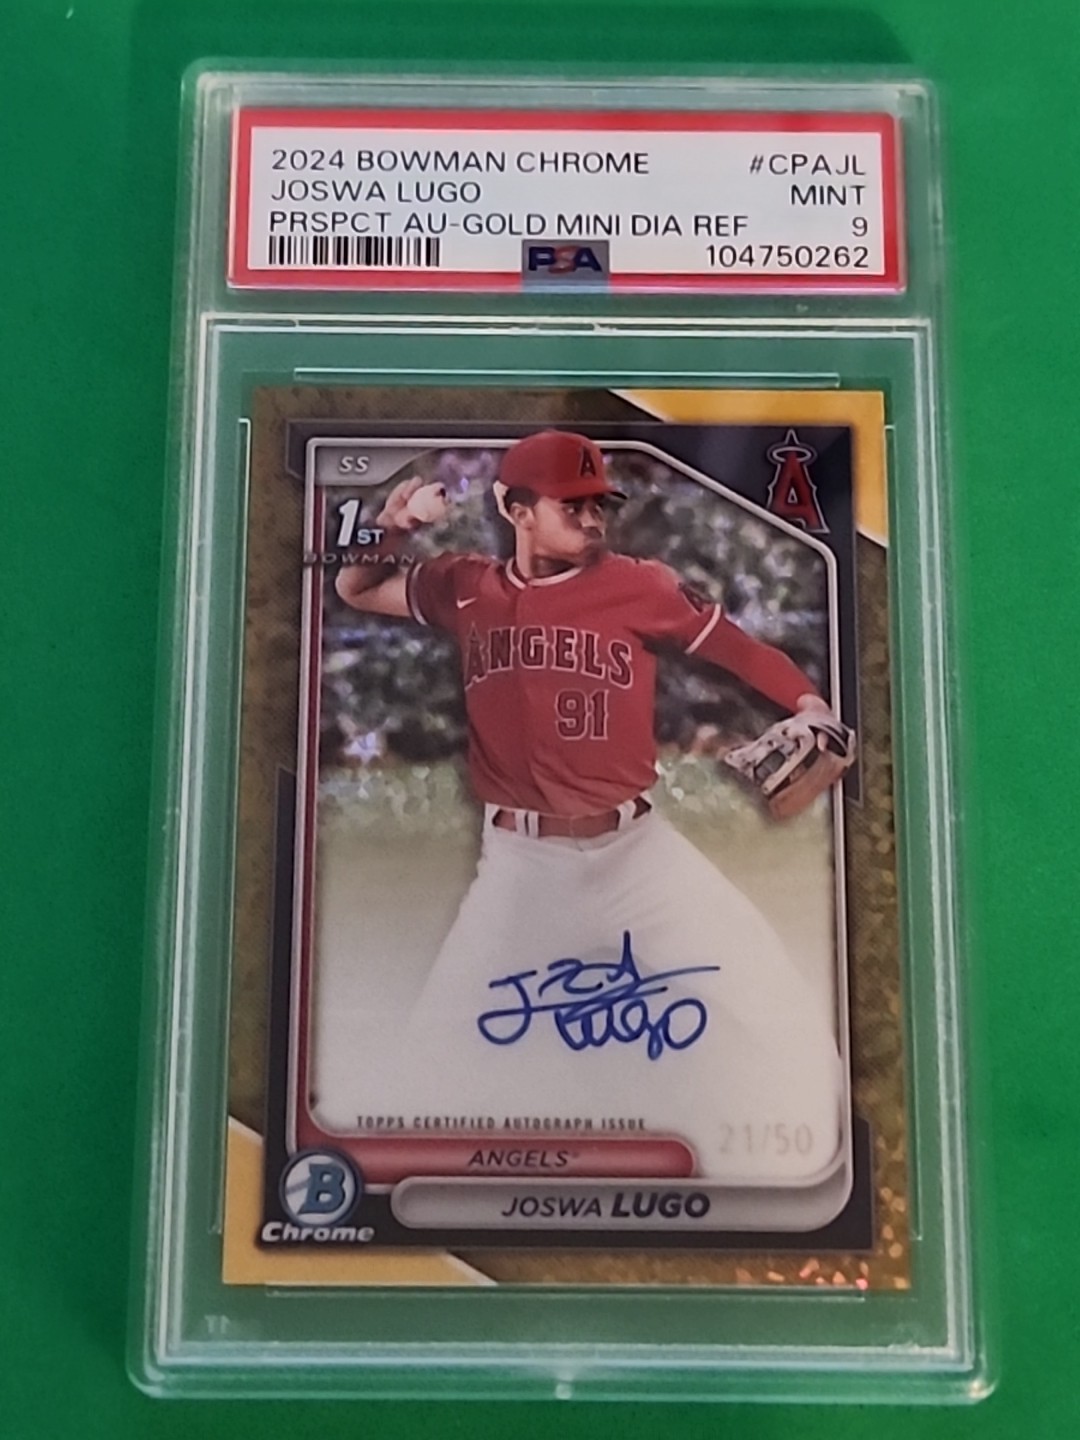 2024 BOWMAN CHROME #CPAJL
JOSWA LUGO MINT
PRSPCT AU-GOLD MINI DIA REF 9
PSA 104750262
SS
A
1ST
BOWMAN
A
ANGELS
91
J Lugo
TOPPS CERTIFIED AUTOGRAPH ISSUE
21/50
ANGELS
B
Chrome
JOSWA LUGO